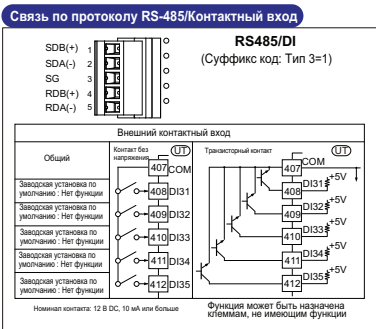 Связь по протоколу RS-485/Контактный вход
RS485/DI
(Суффикс код: Тип 3=1)
SDB(+) 1
SDA(-) 2
SG 3
RDB(+) 4
RDA(-) 5
Внешний контактный вход
Общий
Контакт без напряжения
UT
407 COM
Транзисторный контакт
UT
407 COM
+5V
Заводская установка по умолчанию : Нет функции
408 DI31
408 DI31 +5V
Заводская установка по умолчанию : Нет функции
409 DI32
409 DI32 +5V
Заводская установка по умолчанию : Нет функции
410 DI33
410 DI33 +5V
Заводская установка по умолчанию : Нет функции
411 DI34
411 DI34 +5V
Заводская установка по умолчанию : Нет функции
412 DI35
412 DI35
Номинал контакта: 12 В DC, 10 мА или больше
Функция может быть назначена
клеммам, не имеющим функции